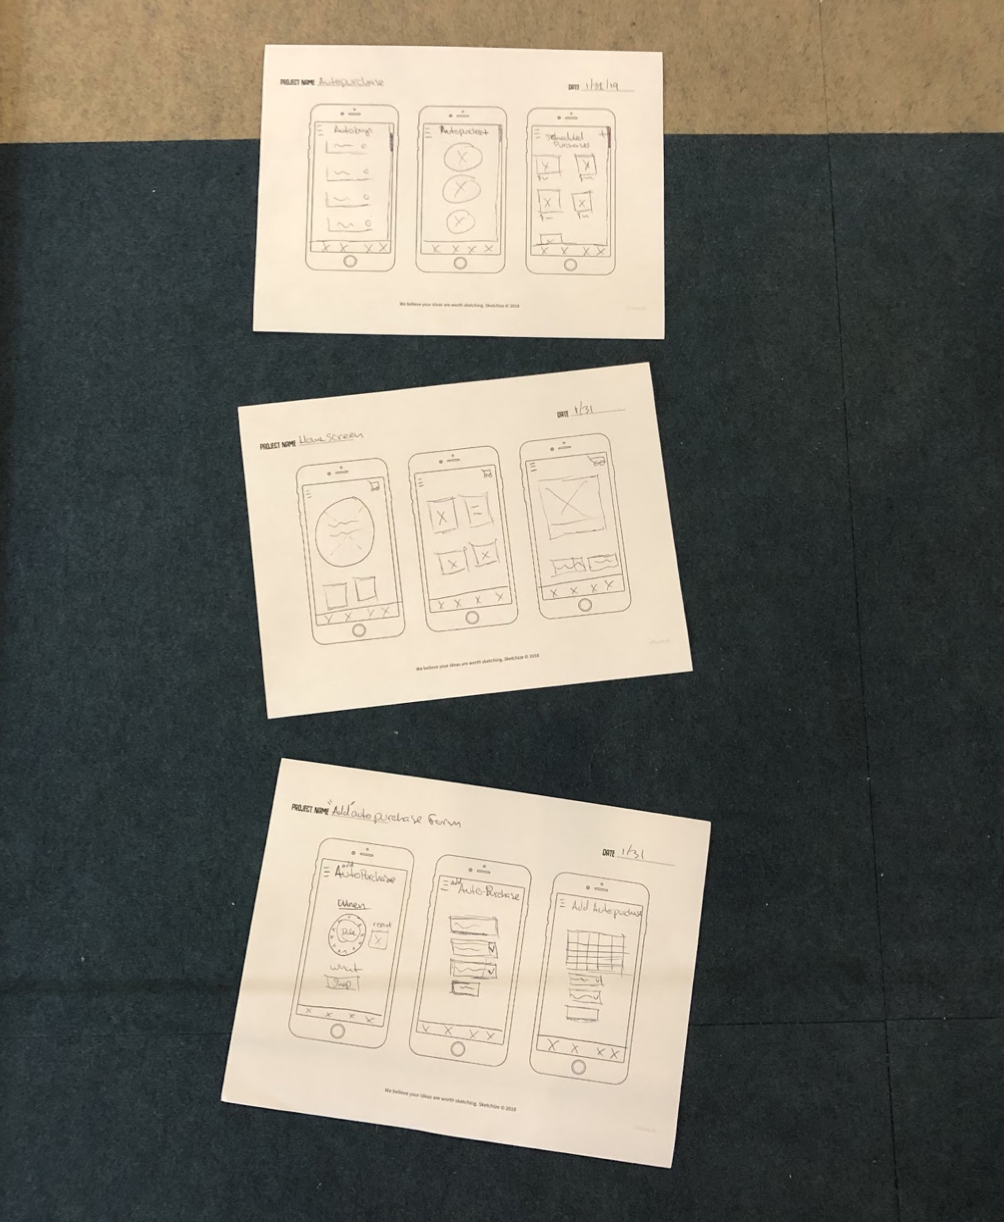 PROJECT NAME Autopurchase
DATE 1/31/19
Autobuys
Autopurchase
Scheduled
Purchases
We believe your ideas are worth sketching. Sketchize © 2018
PROJECT NAME Home Screen
DATE 1/31
We believe your ideas are worth sketching. Sketchize © 2018
PROJECT NAME "Add" autopurchase Form
DATE 1/31
add
AutoPurchase
When
Date
repeat
what
Shop
add
Auto-Purchase
Add Autopurchase
We believe your ideas are worth sketching. Sketchize © 2018